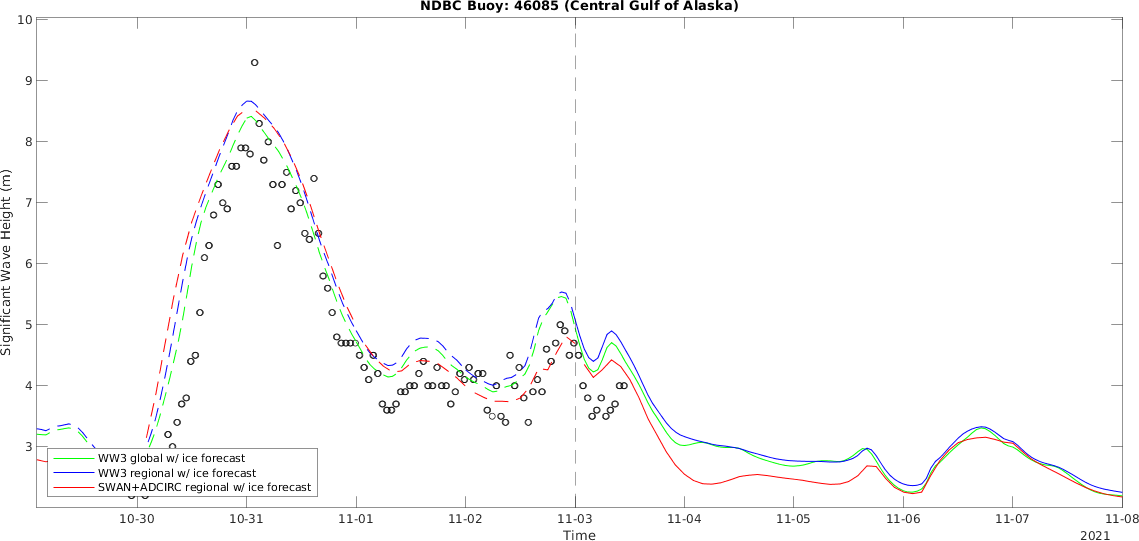 NDBC Buoy: 46085 (Central Gulf of Alaska)
10
9
8
7
6
5
4
3
Significant Wave Height (m)
WW3 global w/ ice forecast
WW3 regional w/ ice forecast
SWAN+ADCIRC regional w/ ice forecast
10-30 10-31 11-01 11-02 11-03 11-04 11-05 11-06 11-07 11-08
Time
2021